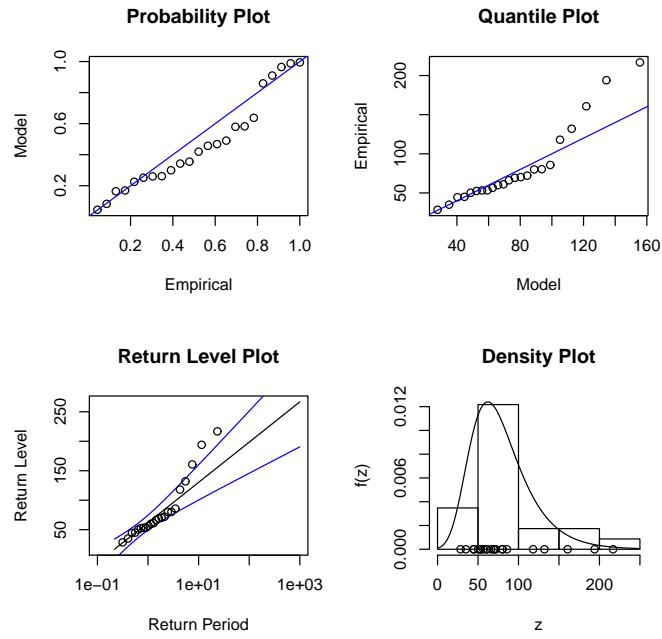 Probability Plot
Model
0.2 0.6 1.0
0.2 0.4 0.6 0.8 1.0
Empirical
Quantile Plot
Empirical
50 100 200
40 80 120 160
Model
Return Level Plot
Return Level
50 150 250
1e−01 1e+01 1e+03
Return Period
Density Plot
f(z)
0.000 0.006 0.012
0 50 100 200
z